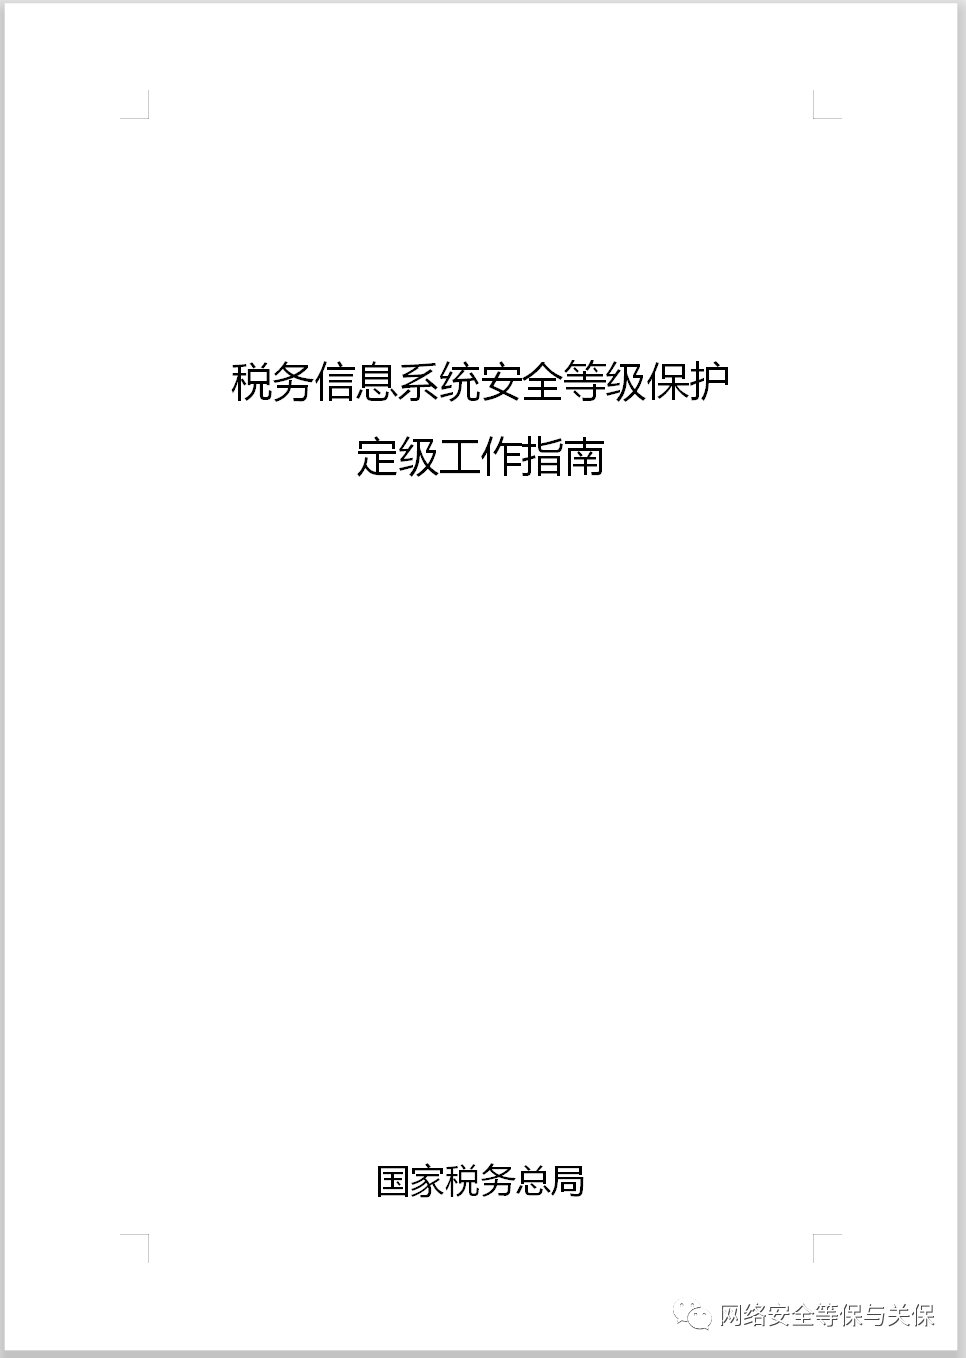 税务信息系统安全等级保护
定级工作指南
国家税务总局
网络安全等保与关保